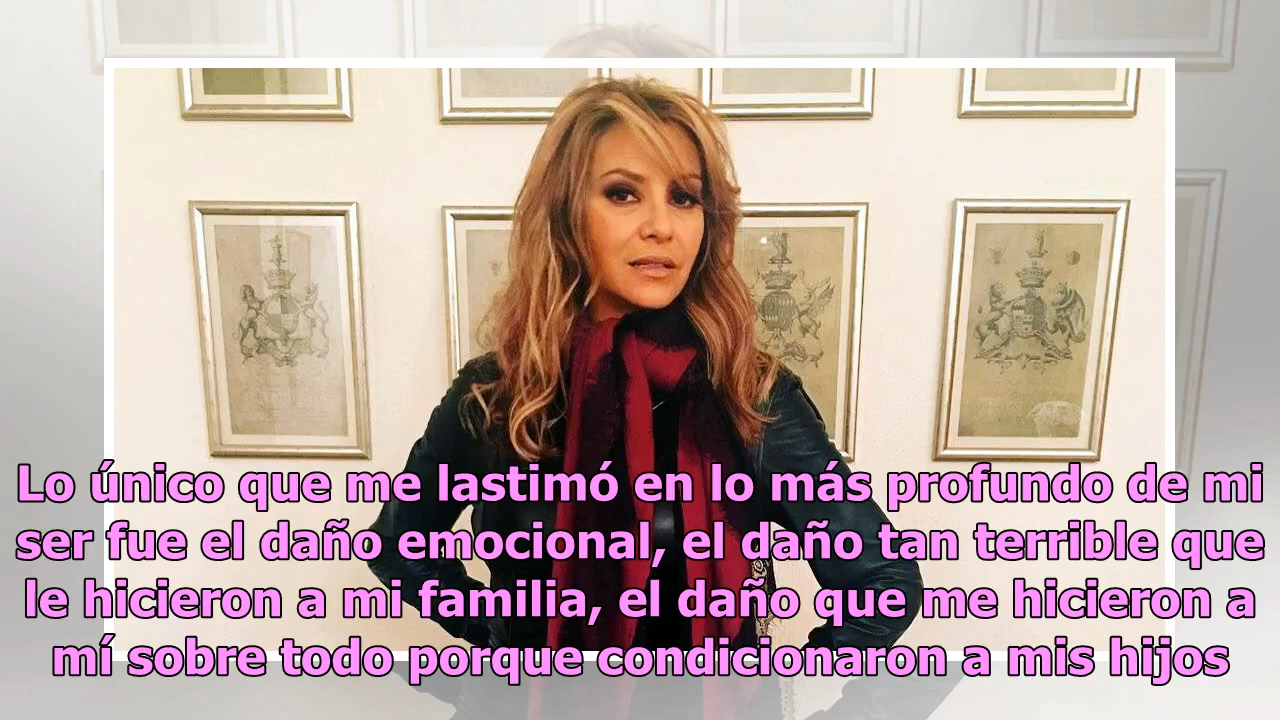 Lo único que me lastimó en lo más profundo de mi
ser fue el daño emocional, el daño tan terrible que
le hicieron a mi familia, el daño que me hicieron a
mí sobre todo porque condicionaron a mis hijos